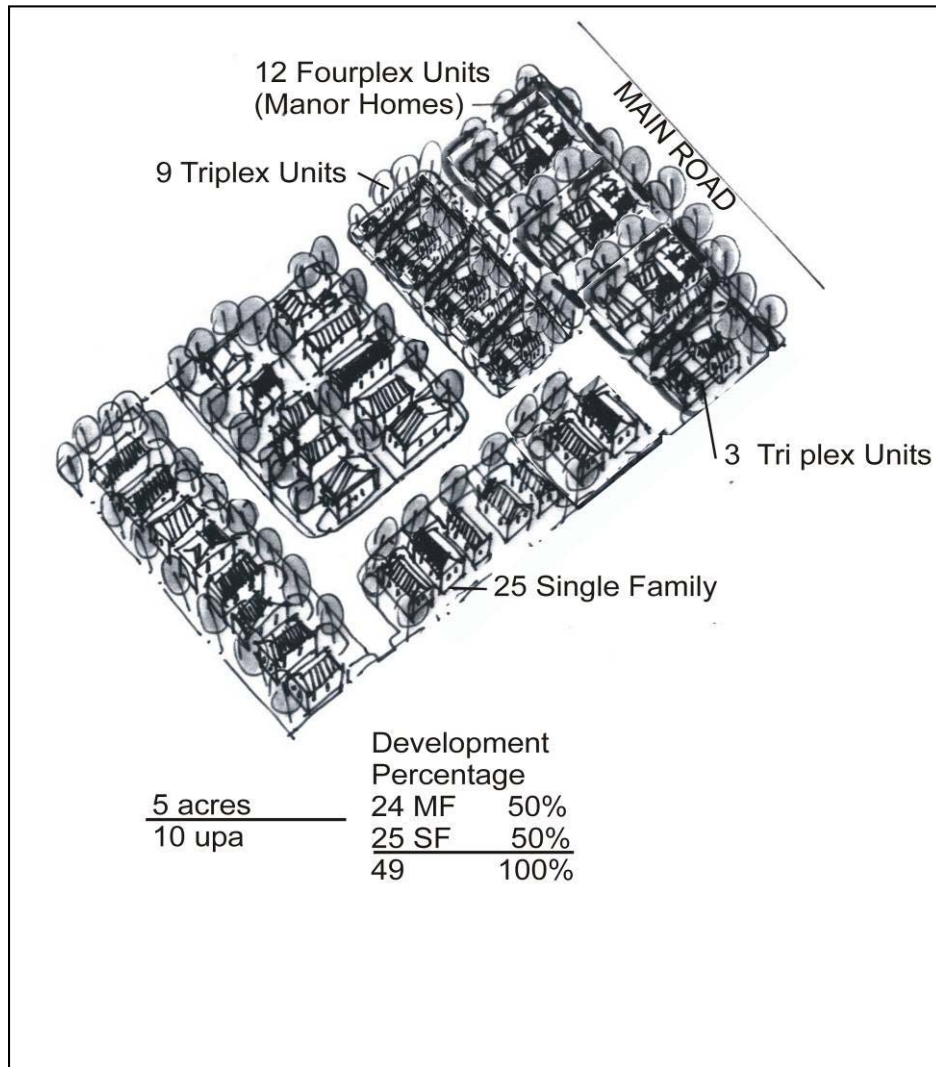 12 Fourplex Units
(Manor Homes)
MAIN ROAD
9 Triplex Units
3 Tri plex Units
25 Single Family
Development
Percentage
5 acres
10 upa
24 MF 50%
25 SF 50%
49 100%